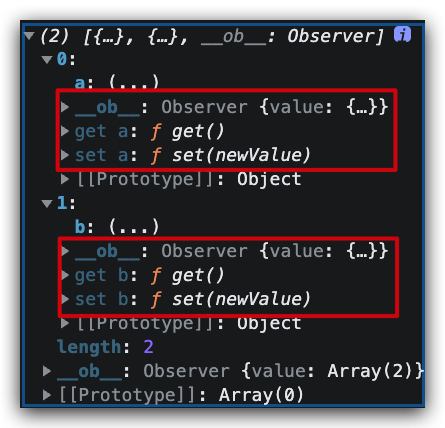 (2) [{…}, {…}, __ob__: Observer] i
0:
a: (...)
__ob__: Observer {value: {…}}
get a: ƒ get()
set a: ƒ set(newValue)
[[Prototype]]: Object
1:
b: (...)
__ob__: Observer {value: {…}}
get b: ƒ get()
set b: ƒ set(newValue)
[[Prototype]]: Object
length: 2
__ob__: Observer {value: Array(2)}
[[Prototype]]: Array(0)